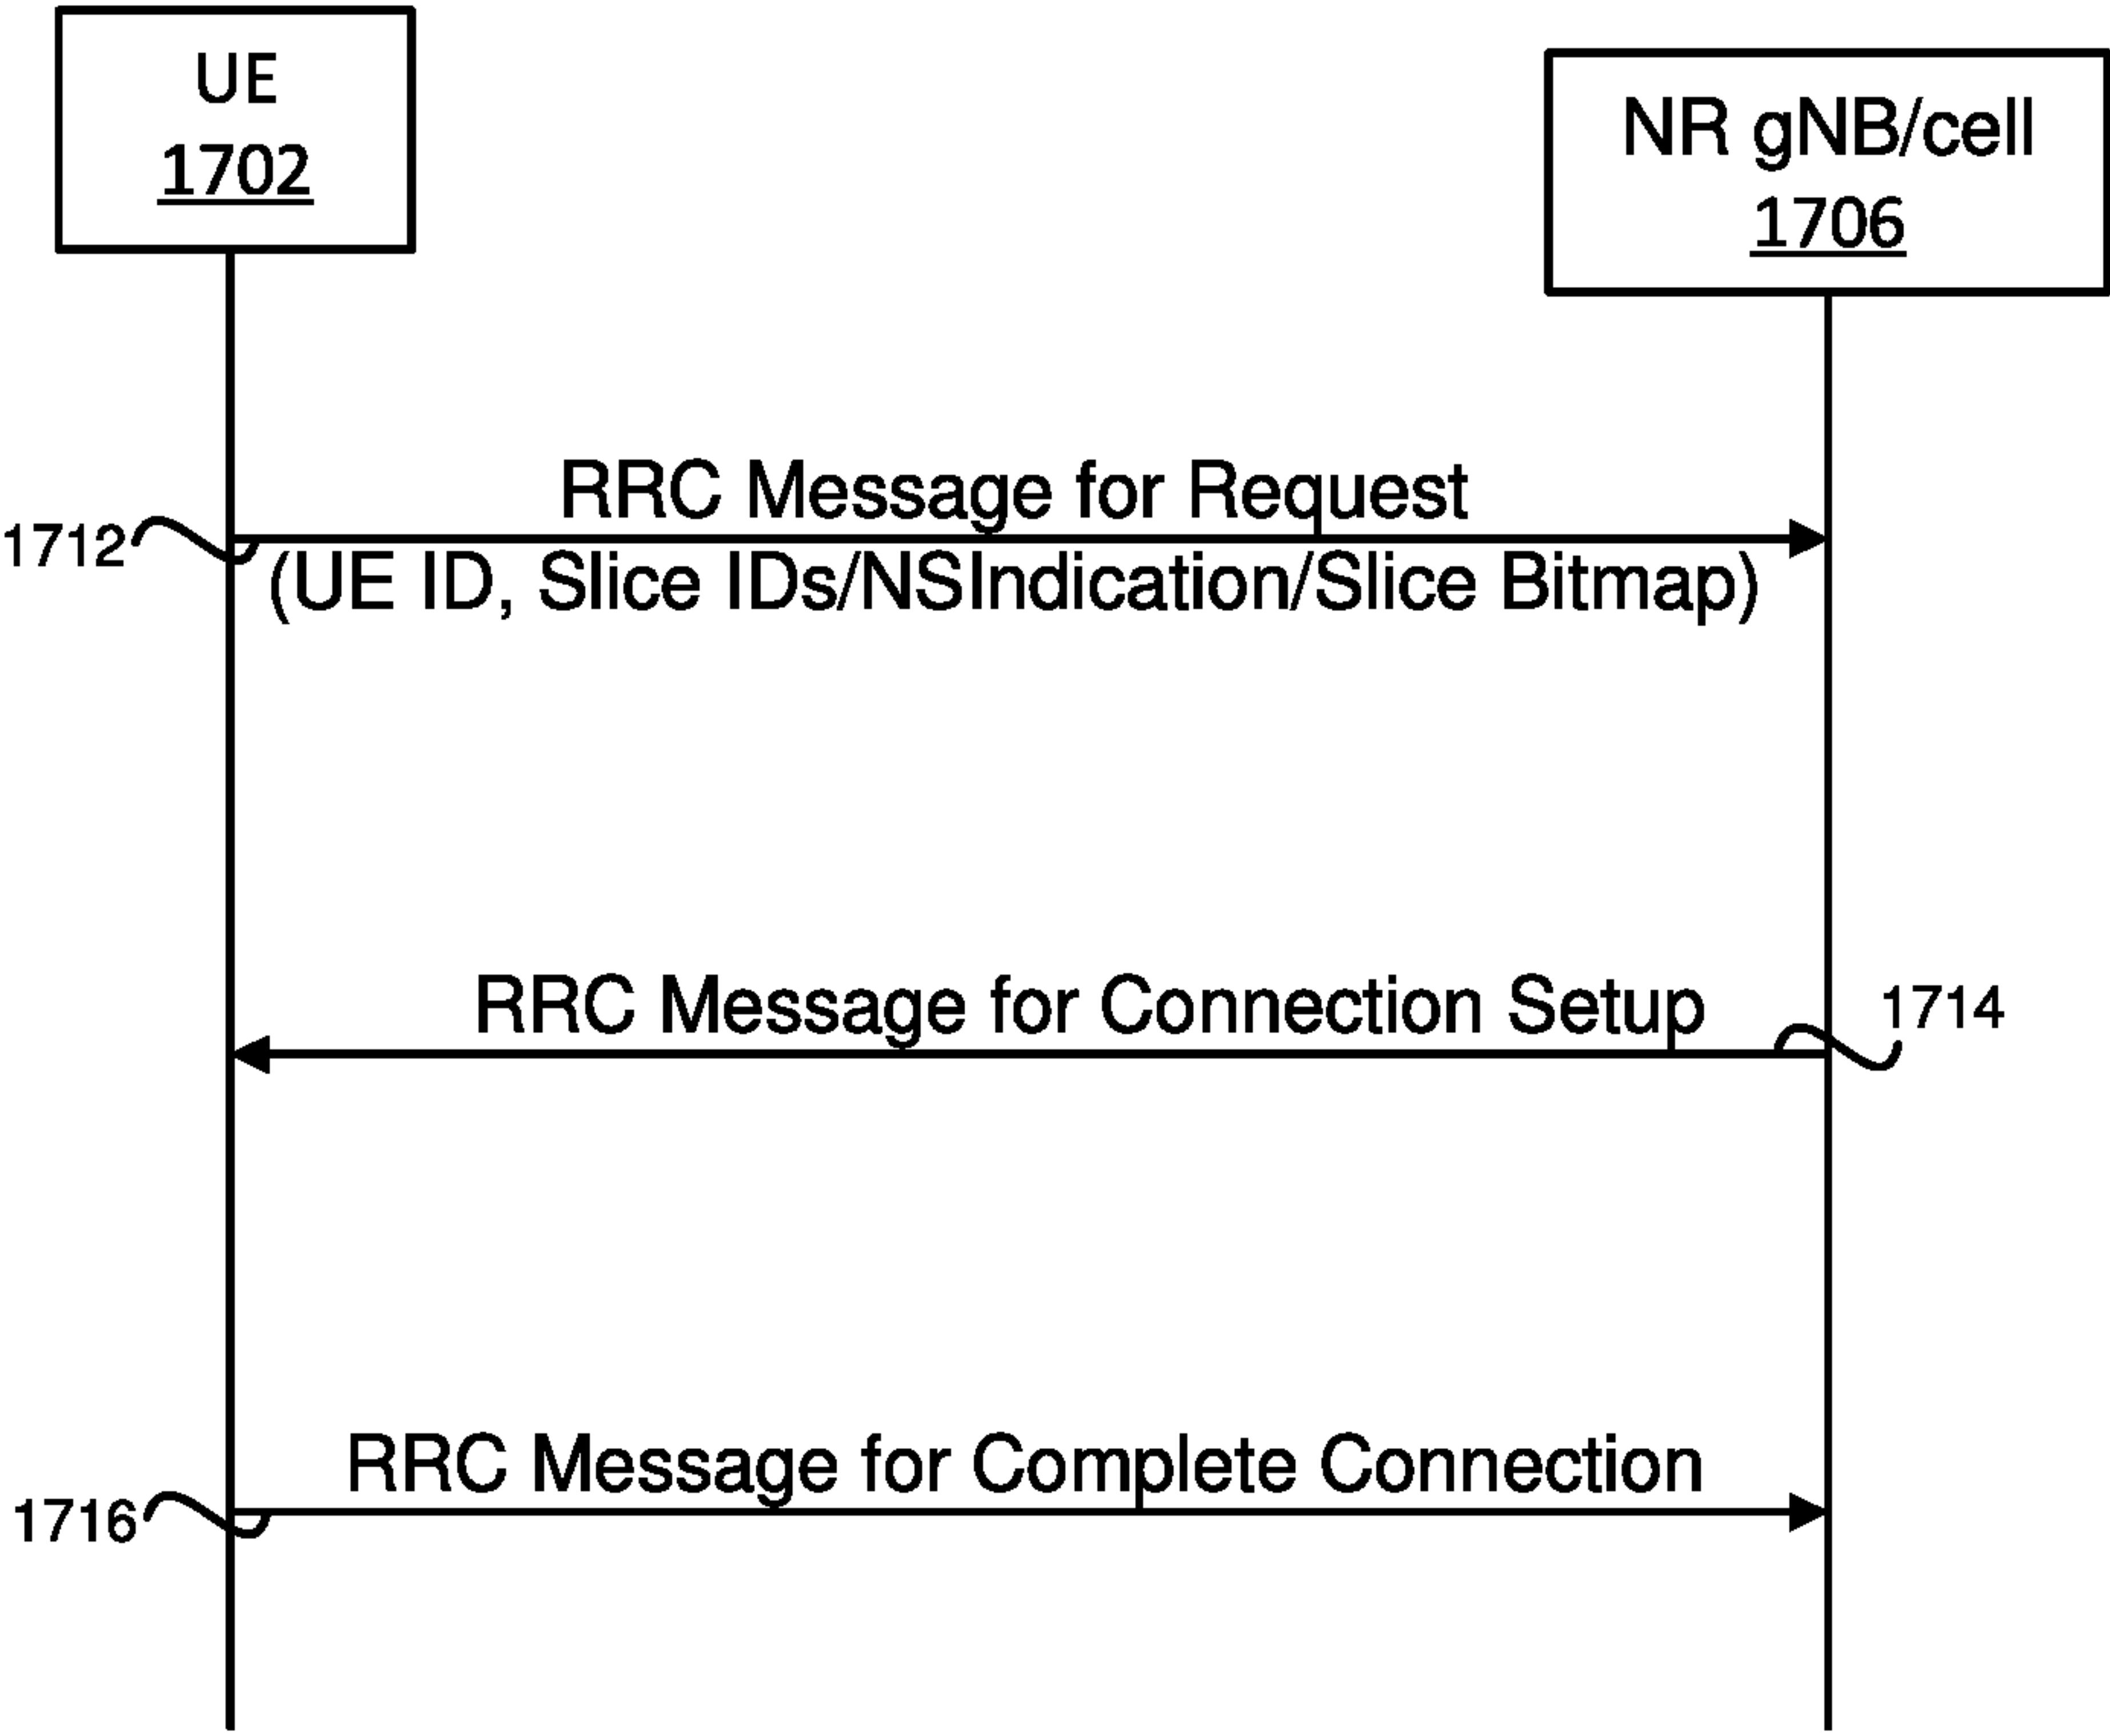 UE
1702
NR gNB/cell
1706
RRC Message for Request
1712
(UE ID, Slice IDs/NSIndication/Slice Bitmap)
RRC Message for Connection Setup
1714
RRC Message for Complete Connection
1716